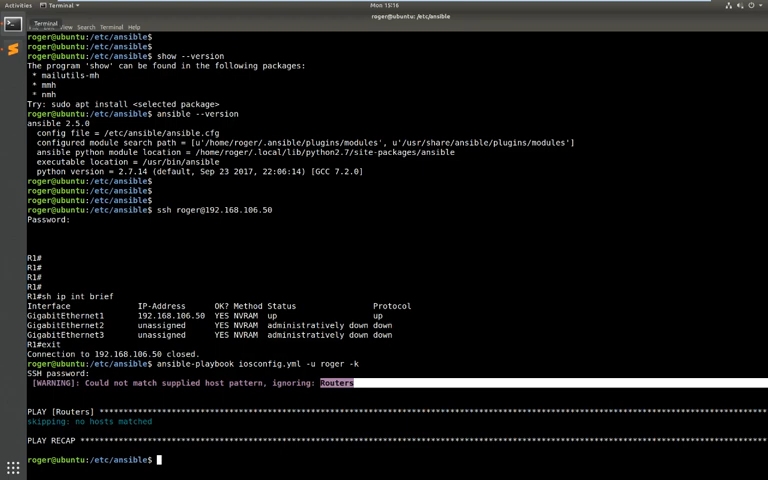 Activities
Terminal
Mon 15:16
roger@ubuntu: /etc/ansible
Terminal
View Search Terminal Help
roger@ubuntu:/etc/ansible$
roger@ubuntu:/etc/ansible$
roger@ubuntu:/etc/ansible$ show --version
The program 'show' can be found in the following packages:
* mailutils-mh
* mmh
* nmh
Try: sudo apt install <selected package>
roger@ubuntu:/etc/ansible$ ansible --version
ansible 2.5.0
config file = /etc/ansible/ansible.cfg
configured module search path = [u'/home/roger/.ansible/plugins/modules', u'/usr/share/ansible/plugins/modules']
ansible python module location = /home/roger/.local/lib/python2.7/site-packages/ansible
executable location = /usr/bin/ansible
python version = 2.7.14 (default, Sep 23 2017, 22:06:14) [GCC 7.2.0]
roger@ubuntu:/etc/ansible$
roger@ubuntu:/etc/ansible$
roger@ubuntu:/etc/ansible$
roger@ubuntu:/etc/ansible$ ssh roger@192.168.106.50
Password:
R1#
R1#
R1#
R1#
R1#sh ip int brief
Interface IP-Address OK? Method Status Protocol
GigabitEthernet1 192.168.106.50 YES NVRAM up up
GigabitEthernet2 unassigned YES NVRAM administratively down down
GigabitEthernet3 unassigned YES NVRAM administratively down down
R1#exit
Connection to 192.168.106.50 closed.
roger@ubuntu:/etc/ansible$ ansible-playbook iosconfig.yml -u roger -k
SSH password:
[WARNING]: Could not match supplied host pattern, ignoring: Routers
PLAY [Routers] ****************************************************************
skipping: no hosts matched
PLAY RECAP ****************************************************************
roger@ubuntu:/etc/ansible$